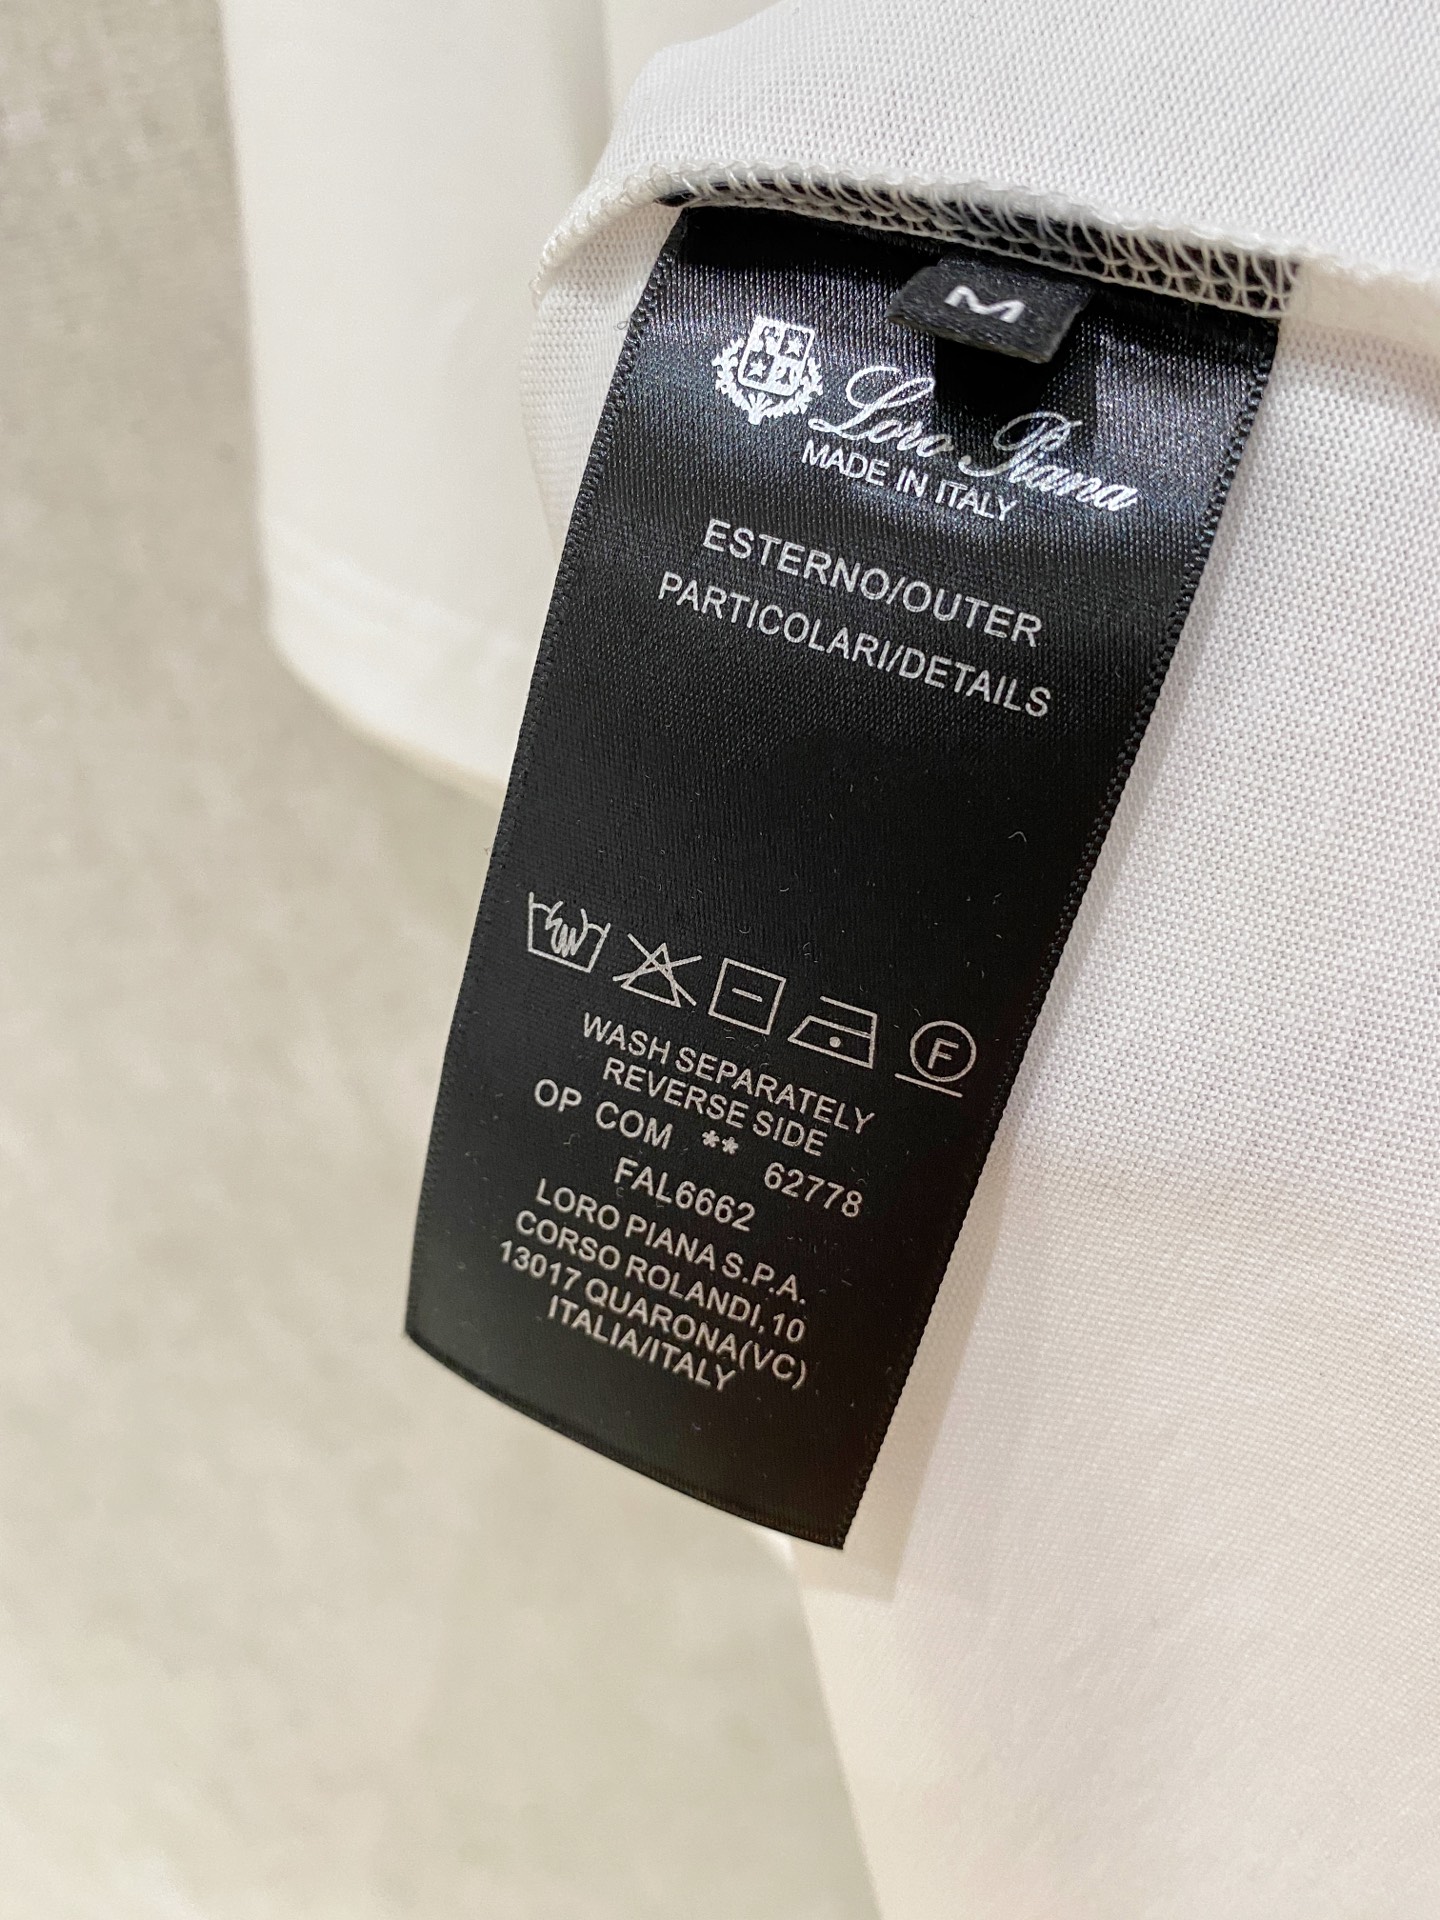 M
Loro Piana
MADE IN ITALY
ESTERNO/OUTER
PARTICOLARI/DETAILS
F
WASH SEPARATELY
REVERSE SIDE
OP COM ** 62778
FAL6662
LORO PIANA S.P.A.
CORSO ROLANDI,10
13017 QUARONA(VC)
ITALIA/ITALY